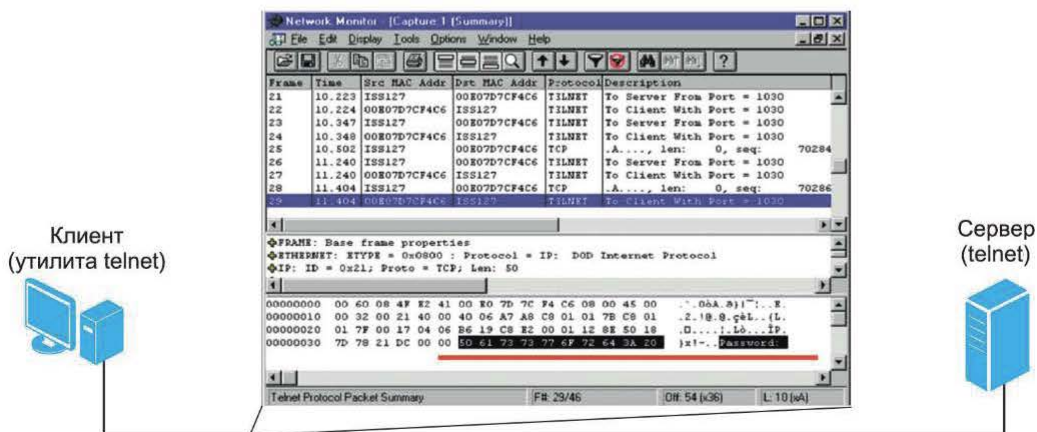 Network Monitor - [Capture:1 (Summary)]
File Edit Display Tools Options Window Help
Frame Time Src MAC Addr Dst MAC Addr Protocol Description
21 10.223 ISS127 00E07D7CF4C6 TELNET To Server From Port = 1030
22 10.224 00E07D7CF4C6 ISS127 TELNET To Client With Port = 1030
23 10.347 ISS127 00E07D7CF4C6 TELNET To Server From Port = 1030
24 10.348 00E07D7CF4C6 ISS127 TELNET To Client With Port = 1030
25 10.502 ISS127 00E07D7CF4C6 TCP .A...., len: 0, seq: 70284
26 11.240 ISS127 00E07D7CF4C6 TELNET To Server From Port = 1030
27 11.240 00E07D7CF4C6 ISS127 TELNET To Client With Port = 1030
28 11.404 ISS127 00E07D7CF4C6 TCP .A...., len: 0, seq: 70286
29 11.404 00E07D7CF4C6 ISS127 TELNET To Client With Port = 1030
FRAME: Base frame properties
ETHERNET: ETYPE = 0x0800 : Protocol = IP: DOD Internet Protocol
IP: ID = 0x21; Proto = TCP; Len: 50
00000000 00 60 08 4F E2 41 00 E0 7D 7C F4 C6 08 00 45 00
00000010 00 32 00 21 40 00 40 06 A7 A8 C8 01 01 7B C8 01
00000020 01 7F 00 17 04 06 B6 19 C8 E2 00 01 12 8E 50 18
00000030 7D 78 21 DC 00 00 50 61 73 73 77 6F 72 64 3A 20 }x!-..Password:
Telnet Protocol Packet Summary F#: 29/46 Off: 54 (x36) L: 10 (xA)
Клиент
(утилита telnet)
Сервер
(telnet)